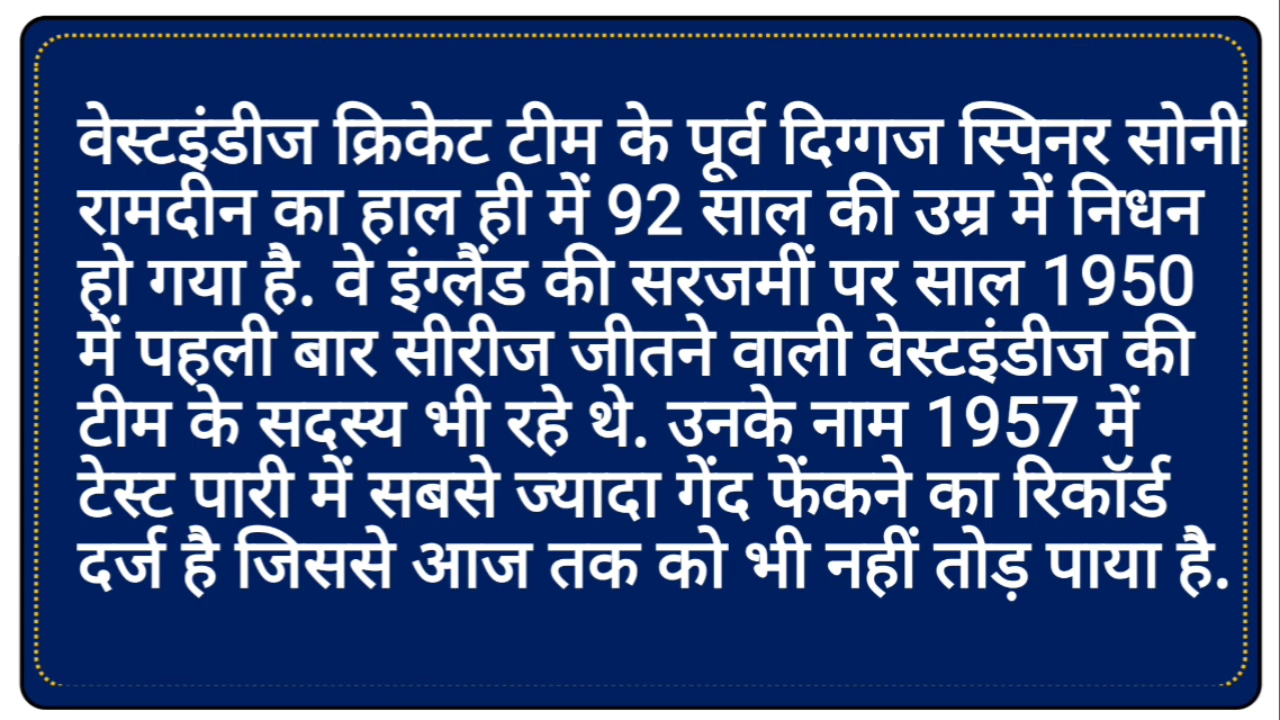 वेस्टइंडीज क्रिकेट टीम के पूर्व दिग्गज स्पिनर सोनी
रामदीन का हाल ही में 92 साल की उम्र में निधन
हो गया है. वे इंग्लैंड की सरजमीं पर साल 1950
में पहली बार सीरीज जीतने वाली वेस्टइंडीज की
टीम के सदस्य भी रहे थे. उनके नाम 1957 में
टेस्ट पारी में सबसे ज्यादा गेंद फेंकने का रिकॉर्ड
दर्ज है जिससे आज तक को भी नहीं तोड़ पाया है.